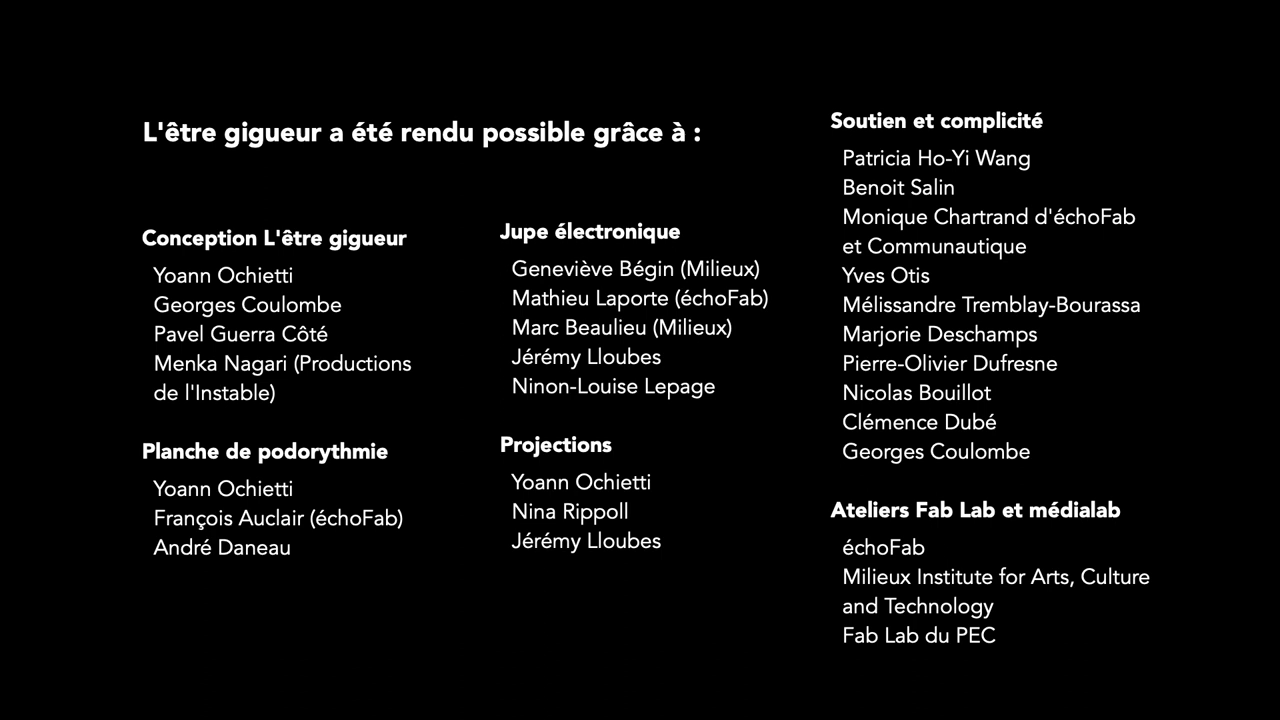 L'être gigueur a été rendu possible grâce à :
Conception L'être gigueur
Yoann Ochietti
Georges Coulombe
Pavel Guerra Côté
Menka Nagari (Productions
de l'Instable)
Planche de podorythmie
Yoann Ochietti
François Auclair (échoFab)
André Daneau
Jupe électronique
Geneviève Bégin (Milieux)
Mathieu Laporte (échoFab)
Marc Beaulieu (Milieux)
Jérémy Lloubes
Ninon-Louise Lepage
Projections
Yoann Ochietti
Nina Rippoll
Jérémy Lloubes
Soutien et complicité
Patricia Ho-Yi Wang
Benoit Salin
Monique Chartrand d'échoFab
et Communautique
Yves Otis
Mélissandre Tremblay-Bourassa
Marjorie Deschamps
Pierre-Olivier Dufresne
Nicolas Bouillot
Clémence Dubé
Georges Coulombe
Ateliers Fab Lab et médialab
échoFab
Milieux Institute for Arts, Culture
and Technology
Fab Lab du PEC